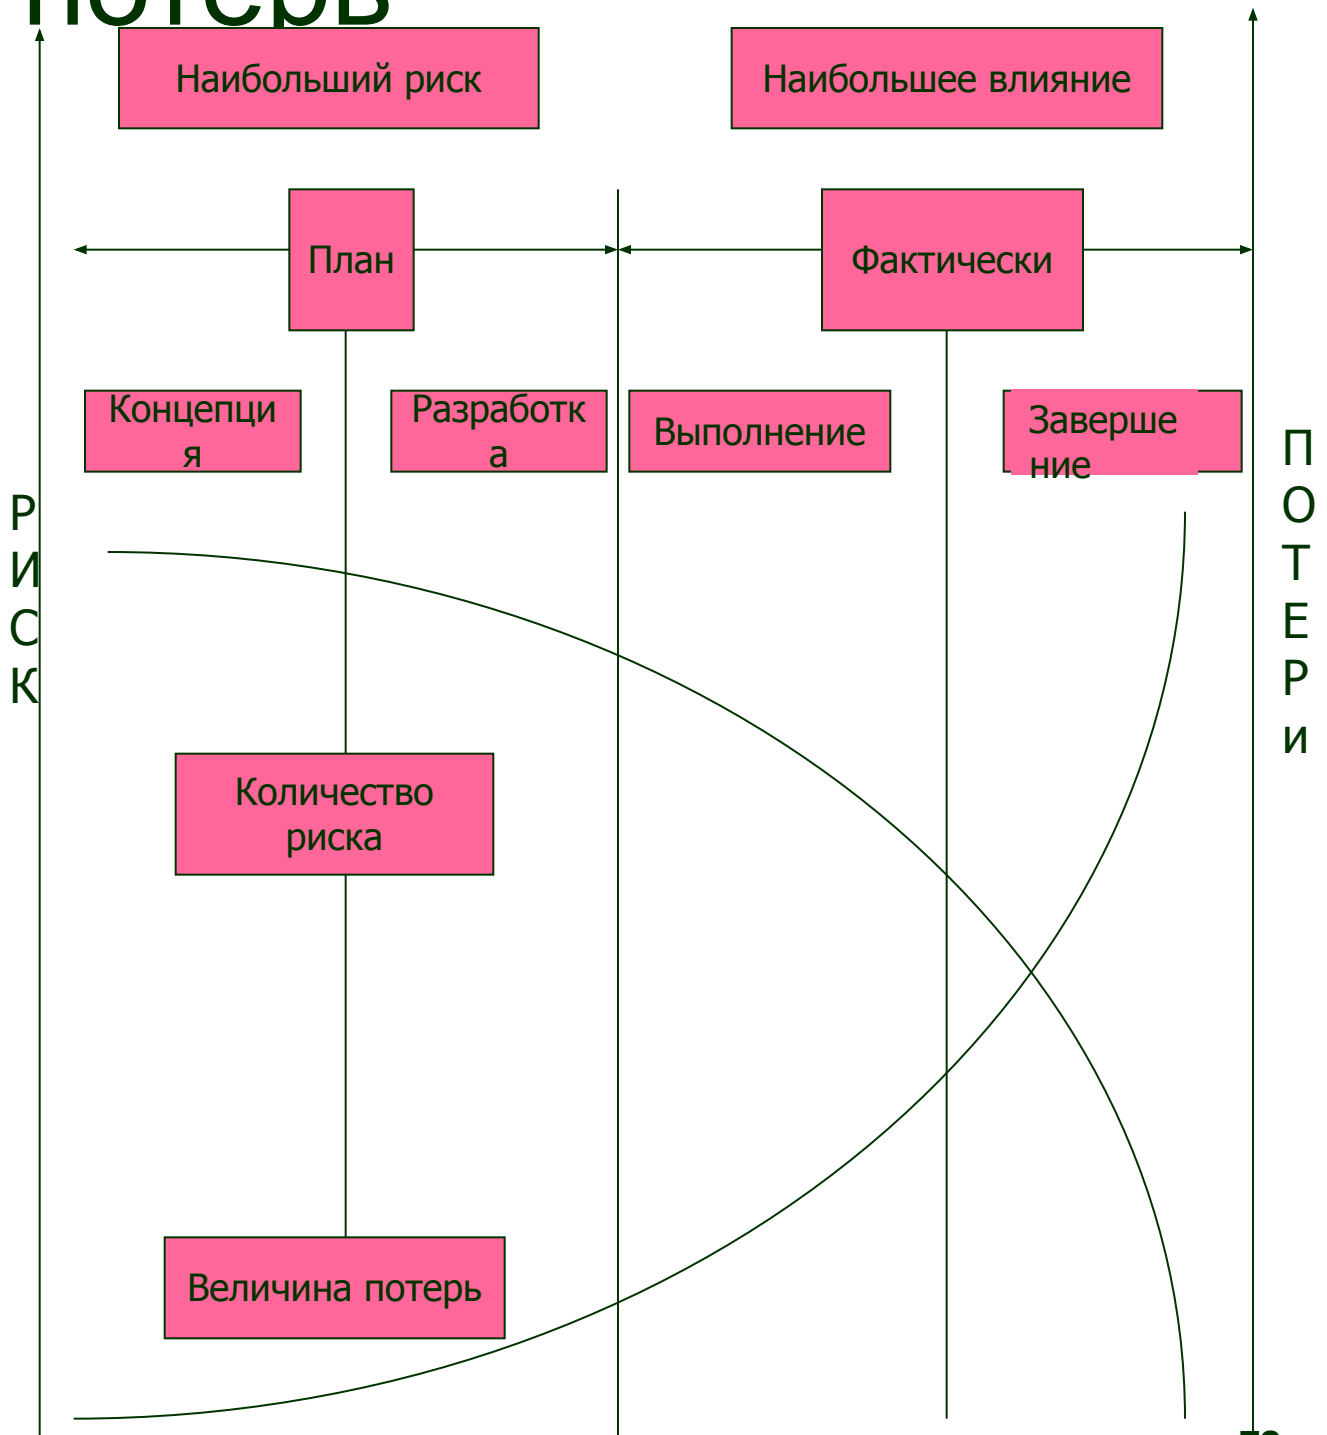 потерь
Наибольший риск
Наибольшее влияние
План
Фактически
Концепци
я
Разработк
а
Выполнение
Заверше
ние
Р
И
С
К
П
О
Т
Е
Р
и
Количество
риска
Величина потерь